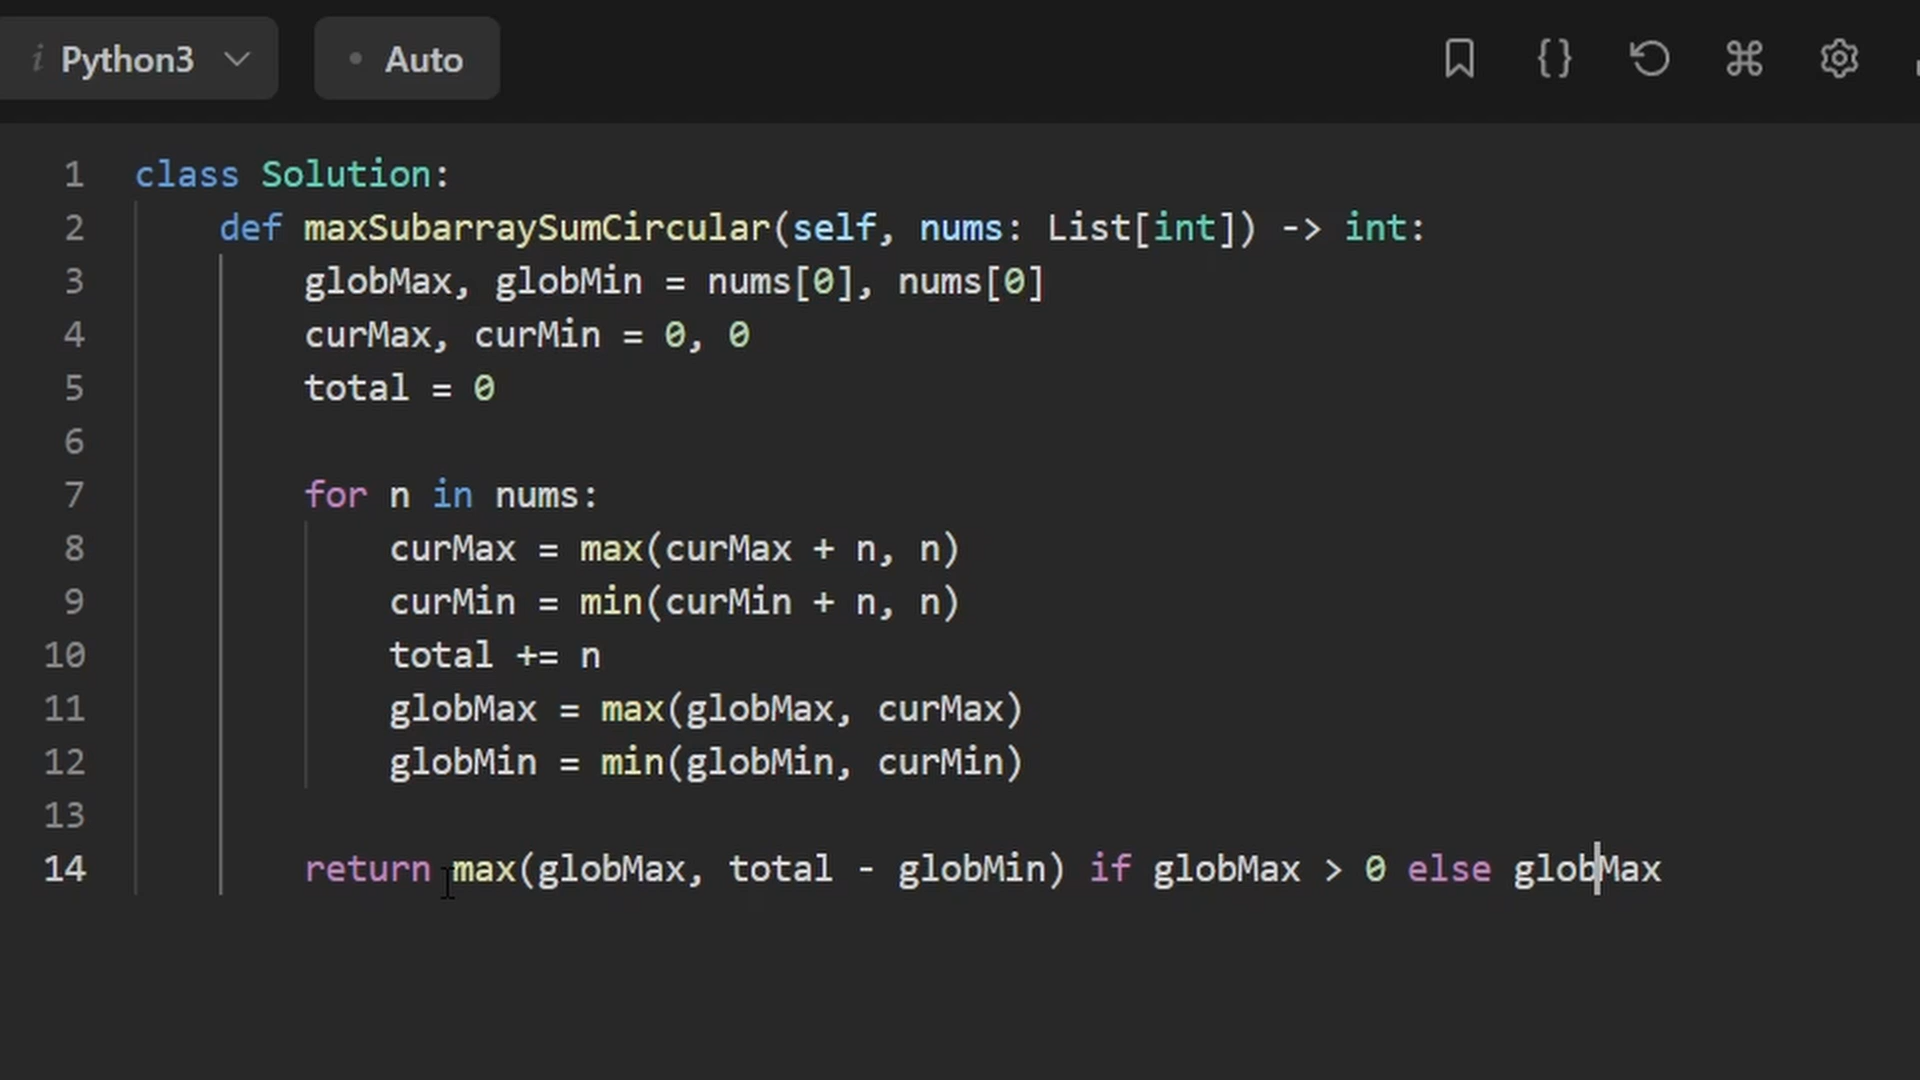 i Python3 Auto
1 class Solution:
2 def maxSubarraySumCircular(self, nums: List[int]) -> int:
3 globMax, globMin = nums[0], nums[0]
4 curMax, curMin = 0, 0
5 total = 0
6
7 for n in nums:
8 curMax = max(curMax + n, n)
9 curMin = min(curMin + n, n)
10 total += n
11 globMax = max(globMax, curMax)
12 globMin = min(globMin, curMin)
13
14 return max(globMax, total - globMin) if globMax > 0 else globMax